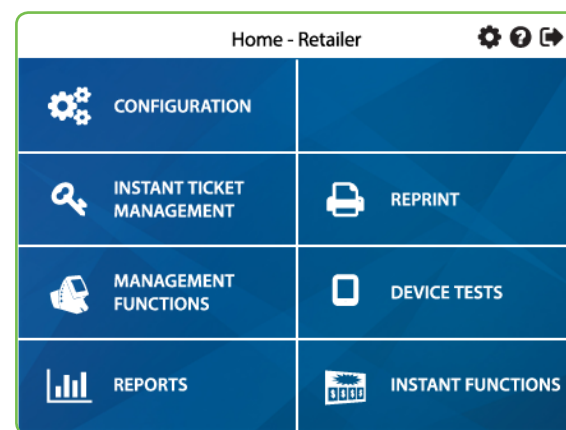 Home - Retailer
CONFIGURATION
INSTANT TICKET
MANAGEMENT
REPRINT
MANAGEMENT
FUNCTIONS
DEVICE TESTS
REPORTS
INSTANT FUNCTIONS